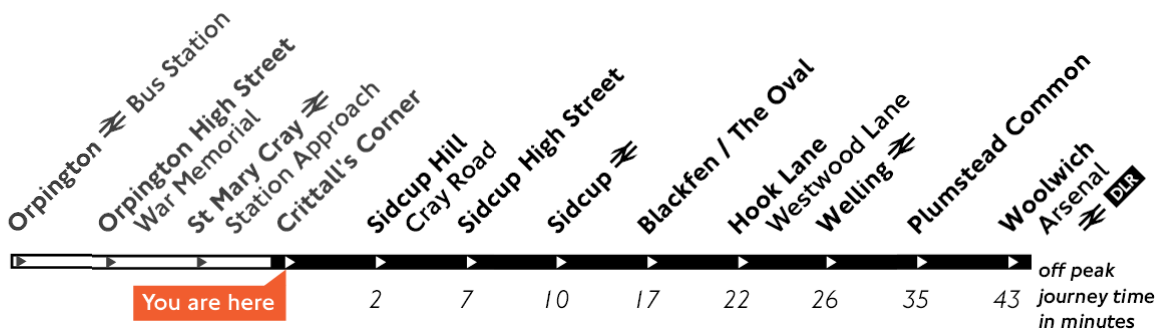 Orpington Bus Station
Orpington High Street
War Memorial
St Mary Cray
Station Approach
Crittall's Corner
Sidcup Hill
Cray Road
Sidcup High Street
Sidcup
Blackfen / The Oval
Hook Lane
Westwood Lane
Welling
Plumstead Common
Woolwich
Arsenal
DLR
You are here
2 7 10 17 22 26 35 43
off peak
journey time
in minutes